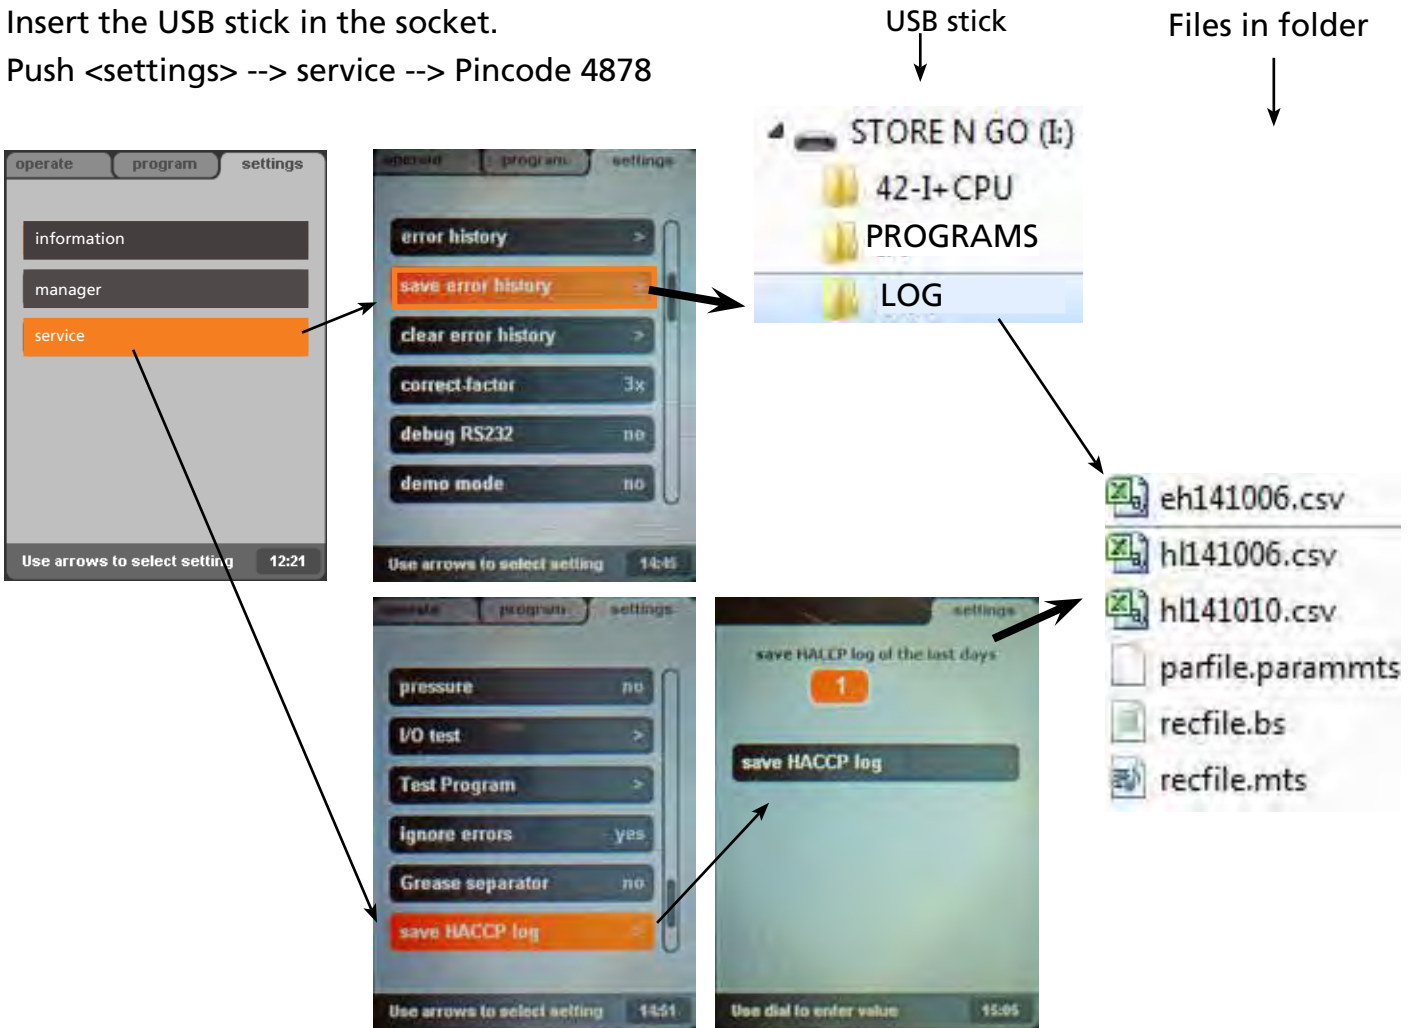 Insert the USB stick in the socket.
Push <settings> --> service --> Pincode 4878
USB stick
Files in folder
operate program settings
information
manager
service
Use arrows to select setting 12:21
operate program settings
error history >
save error history >
clear error history >
correct-factor 3x
debug RS232 no
demo mode no
Use arrows to select setting 14:45
STORE N GO (I:)
42-I+CPU
PROGRAMS
LOG
operate program settings
pressure no
I/O test >
Test Program >
ignore errors yes
Grease separator no
save HACCP log >
Use arrows to select setting 14:51
settings
save HACCP log of the last days
1
save HACCP log
Use dial to enter value 15:05
eh141006.csv
hl141006.csv
hl141010.csv
parfile.parammts
recfile.bs
recfile.mts